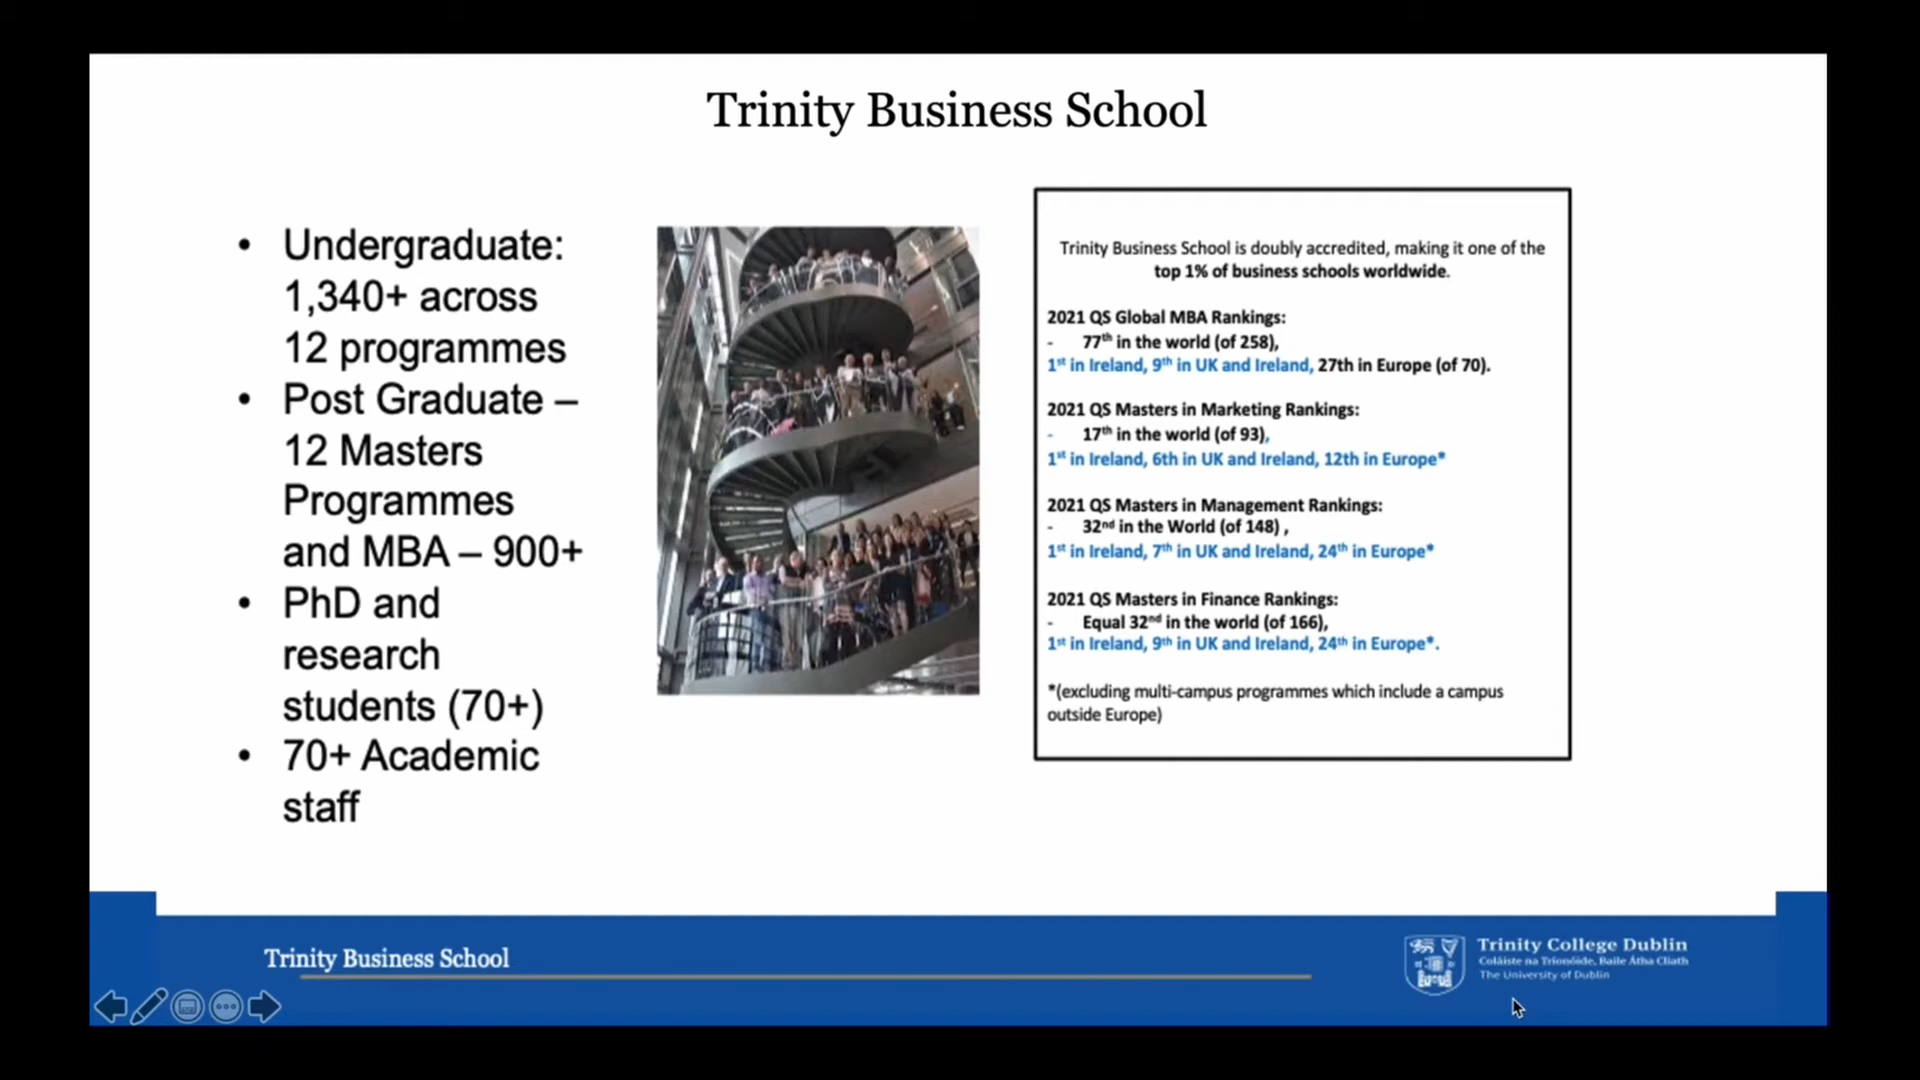 Trinity Business School
• Undergraduate:
1,340+ across
12 programmes
• Post Graduate –
12 Masters
Programmes
and MBA – 900+
• PhD and
research
students (70+)
• 70+ Academic
staff
Trinity Business School is doubly accredited, making it one of the
top 1% of business schools worldwide.
2021 QS Global MBA Rankings:
- 77th in the world (of 258),
1st in Ireland, 9th in UK and Ireland, 27th in Europe (of 70).
2021 QS Masters in Marketing Rankings:
- 17th in the world (of 93),
1st in Ireland, 6th in UK and Ireland, 12th in Europe*
2021 QS Masters in Management Rankings:
- 32nd in the World (of 148) ,
1st in Ireland, 7th in UK and Ireland, 24th in Europe*
2021 QS Masters in Finance Rankings:
- Equal 32nd in the world (of 166),
1st in Ireland, 9th in UK and Ireland, 24th in Europe*.
*(excluding multi-campus programmes which include a campus
outside Europe)
Trinity Business School
Trinity College Dublin
Coláiste na Tríonóide, Baile Átha Cliath
The University of Dublin